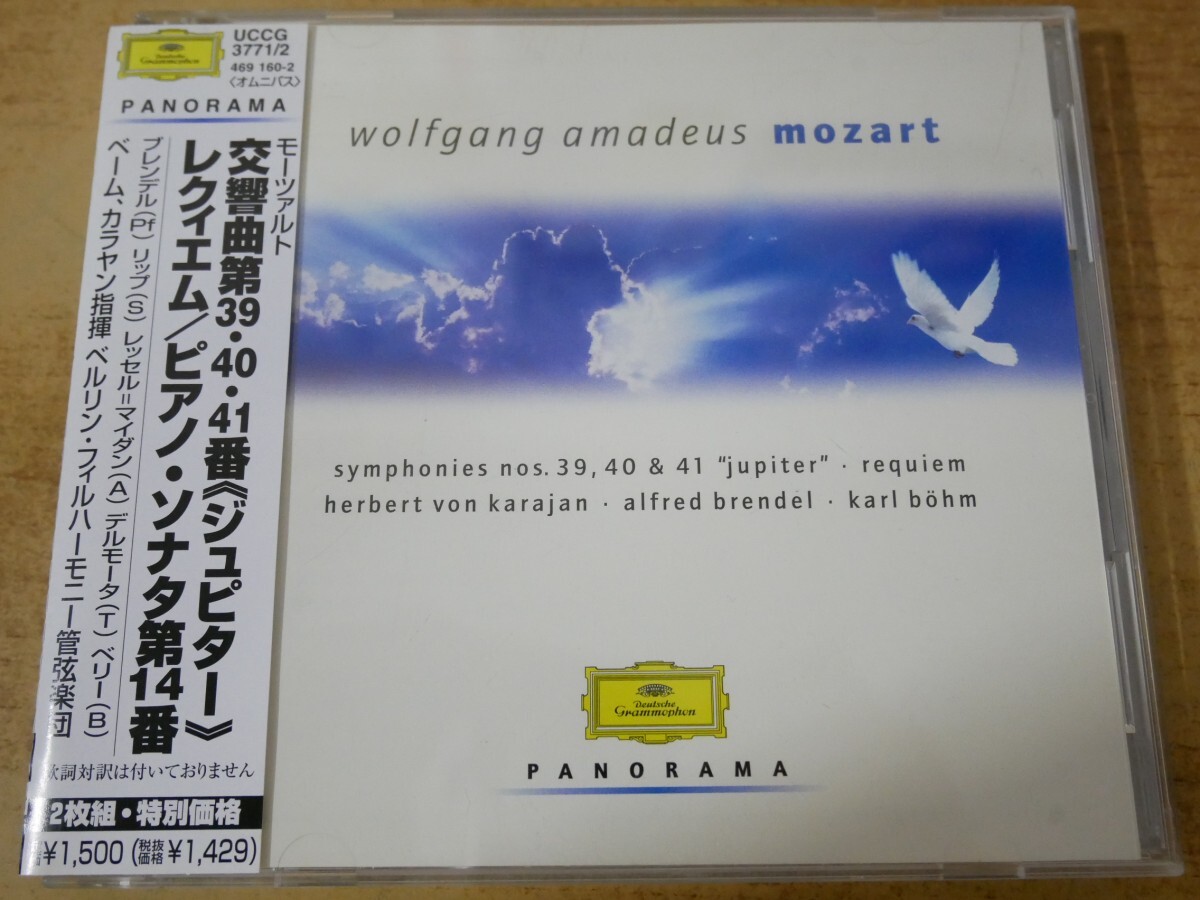 Deutsche
Grammophon
UCCG
3771/2
469 160-2
〈オムニバス〉
PANORAMA
モーツァルト
交響曲第39・40・41番《ジュピター》
レクィエム/ピアノ・ソナタ第14番
ブレンデル(Pf) リップ(S) レッセル=マイダン(A) デルモータ(T) ベリー(B)
ベーム、カラヤン指揮 ベルリン・フィルハーモニー管弦楽団
歌詞対訳は付いておりません
2枚組・特別価格
¥1,500 (税抜価格¥1,429)
wolfgang amadeus mozart
symphonies nos. 39, 40 & 41 “jupiter” · requiem
herbert von karajan · alfred brendel · karl böhm
Deutsche
Grammophon
PANORAMA